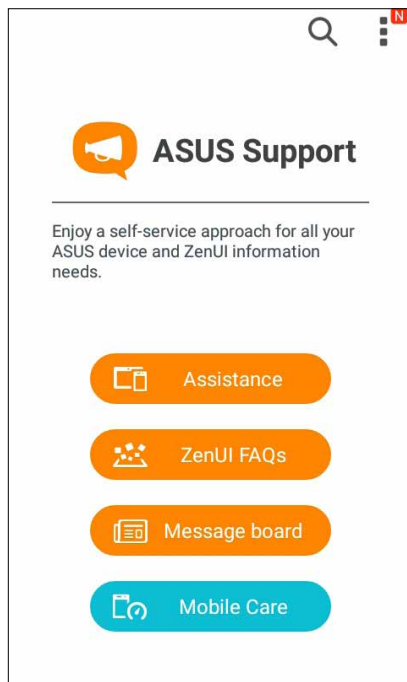 N
ASUS Support
Enjoy a self-service approach for all your
ASUS device and ZenUI information
needs.
Assistance
ZenUI FAQs
Message board
Mobile Care